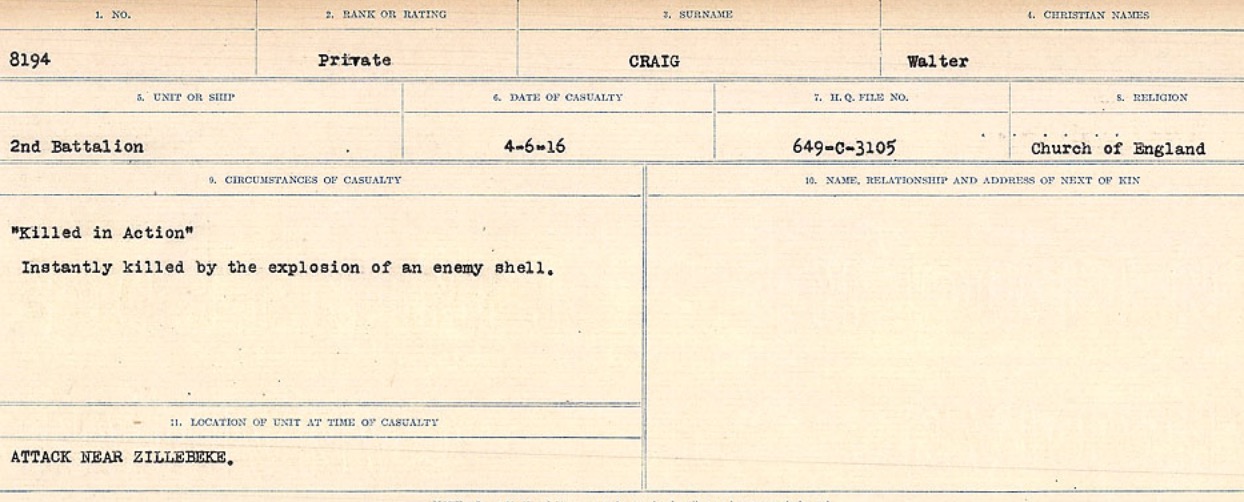 1. NO. 2. RANK OR RATING 3. SURNAME 4. CHRISTIAN NAMES
8194 Private CRAIG Walter
5. UNIT OR SHIP 6. DATE OF CASUALTY 7. H. Q. FILE NO. 8. RELIGION
2nd Battalion 4-6-16 649-C-3105 Church of England
9. CIRCUMSTANCES OF CASUALTY 10. NAME, RELATIONSHIP AND ADDRESS OF NEXT OF KIN
"Killed in Action"
Instantly killed by the explosion of an enemy shell.
11. LOCATION OF UNIT AT TIME OF CASUALTY
ATTACK NEAR ZILLEBEKE.